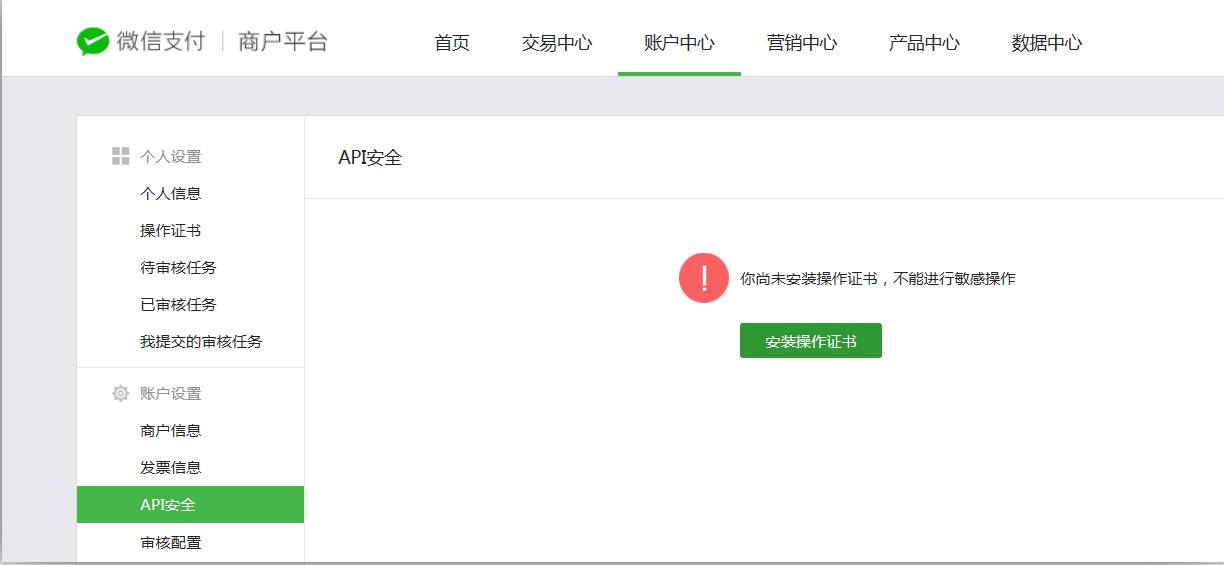 微信支付 | 商户平台
首页 交易中心 账户中心 营销中心 产品中心 数据中心
个人设置
个人信息
操作证书
待审核任务
已审核任务
我提交的审核任务
账户设置
商户信息
发票信息
API安全
审核配置
API安全
你尚未安装操作证书，不能进行敏感操作
安装操作证书